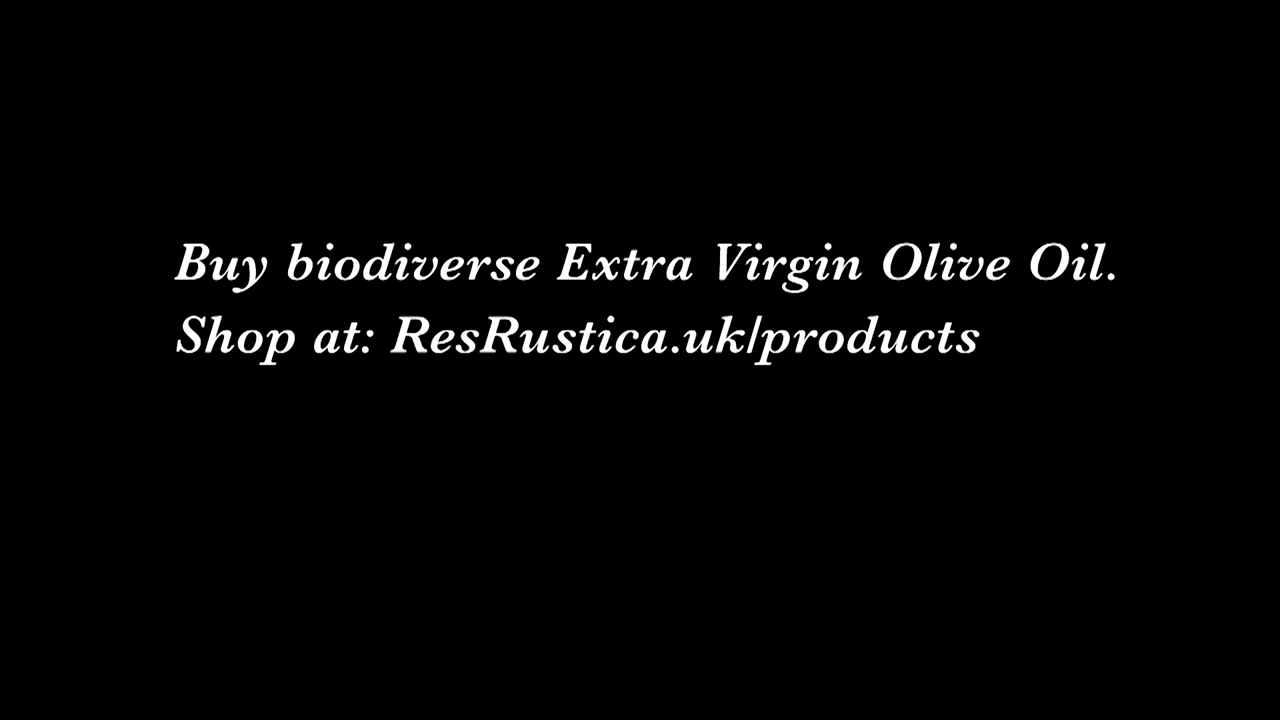 Buy biodiverse Extra Virgin Olive Oil.
Shop at: ResRustica.uk/products